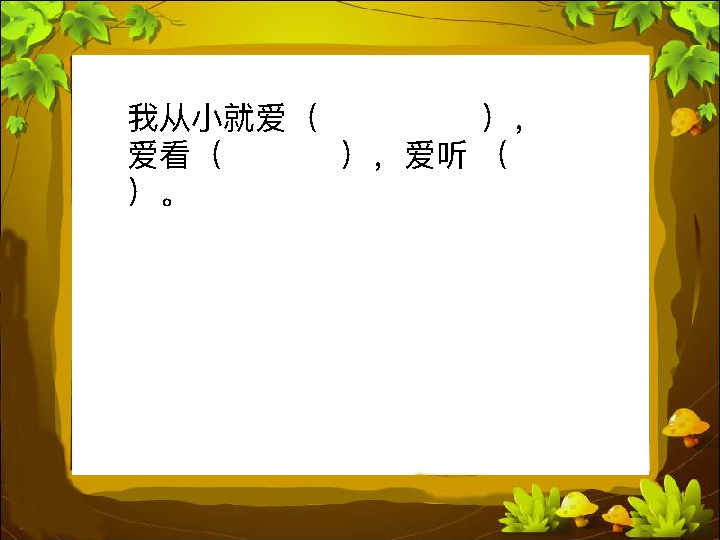 我从小就爱（                ），
爱看（            ），爱听 （
）。